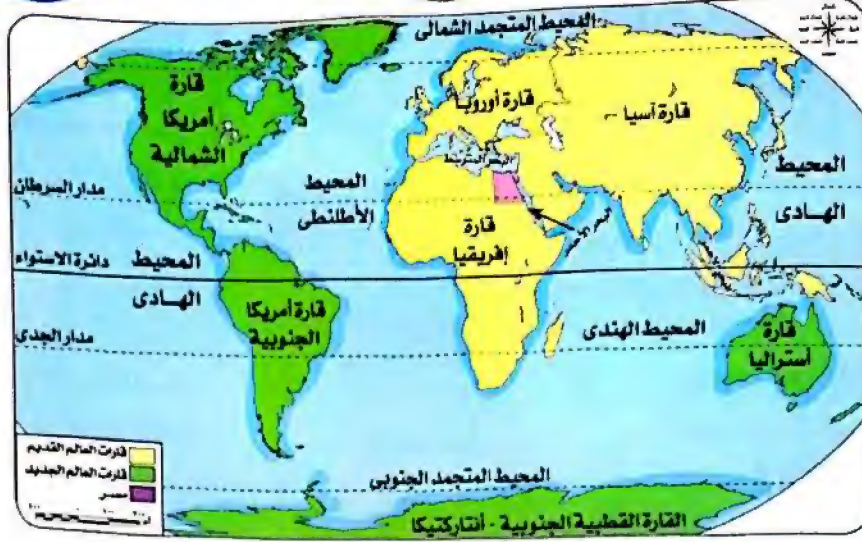 المحيط المتجمد الشمالى
قارة
أمريكا
الشمالية
قارة أوروبا
قارة آسيا
البحر المتوسط
المحيط
الأطلنطى
المحيط
الهادى
مدار السرطان
البحر الأحمر
قارة
إفريقيا
دائرة الاستواء
المحيط
الهادى
قارة أمريكا
الجنوبية
المحيط الهندى
قارة
أستراليا
مدار الجدى
قارات العالم القديم
قارات العالم الجديد
مصر
المحيط المتجمد الجنوبى
القارة القطبية الجنوبية - أنتاركتيكا